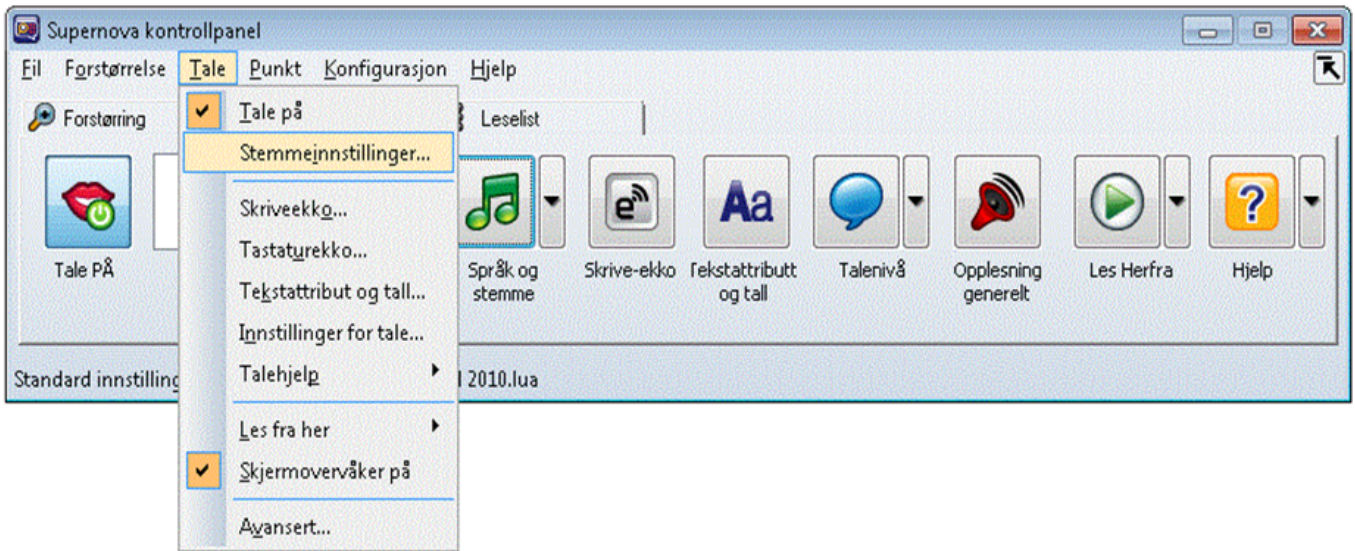 Supernova kontrollpanel
Fil Forstørrelse Tale Punkt Konfigurasjon Hjelp
Forstørring
Leselist
Tale på
Stemmeinnstillinger...
Skriveekko...
Tastaturekko...
Tekstattribut og tall...
Innstillinger for tale...
Talehjelp
Les fra her
Skjermovervåker på
Avansert...
Tale PÅ
Språk og
stemme
Skrive-ekko
Tekstattributt
og tall
Talenivå
Opplesning
generelt
Les Herfra
Hjelp
Aa
e
?
Standard innstilling
2010.lua